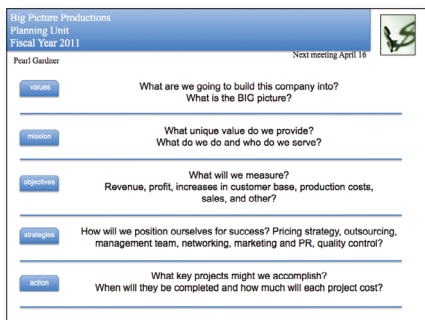 Big Picture Productions
Planning Unit
Fiscal Year 2011
Next meeting April 16
Pearl Gardner
values
What are we going to build this company into?
What is the BIG picture?
mission
What unique value do we provide?
What do we do and who do we serve?
objectives
What will we measure?
Revenue, profit, increases in customer base, production costs,
sales, and other?
strategies
How will we position ourselves for success? Pricing strategy, outsourcing,
management team, networking, marketing and PR, quality control?
action
What key projects might we accomplish?
When will they be completed and how much will each project cost?